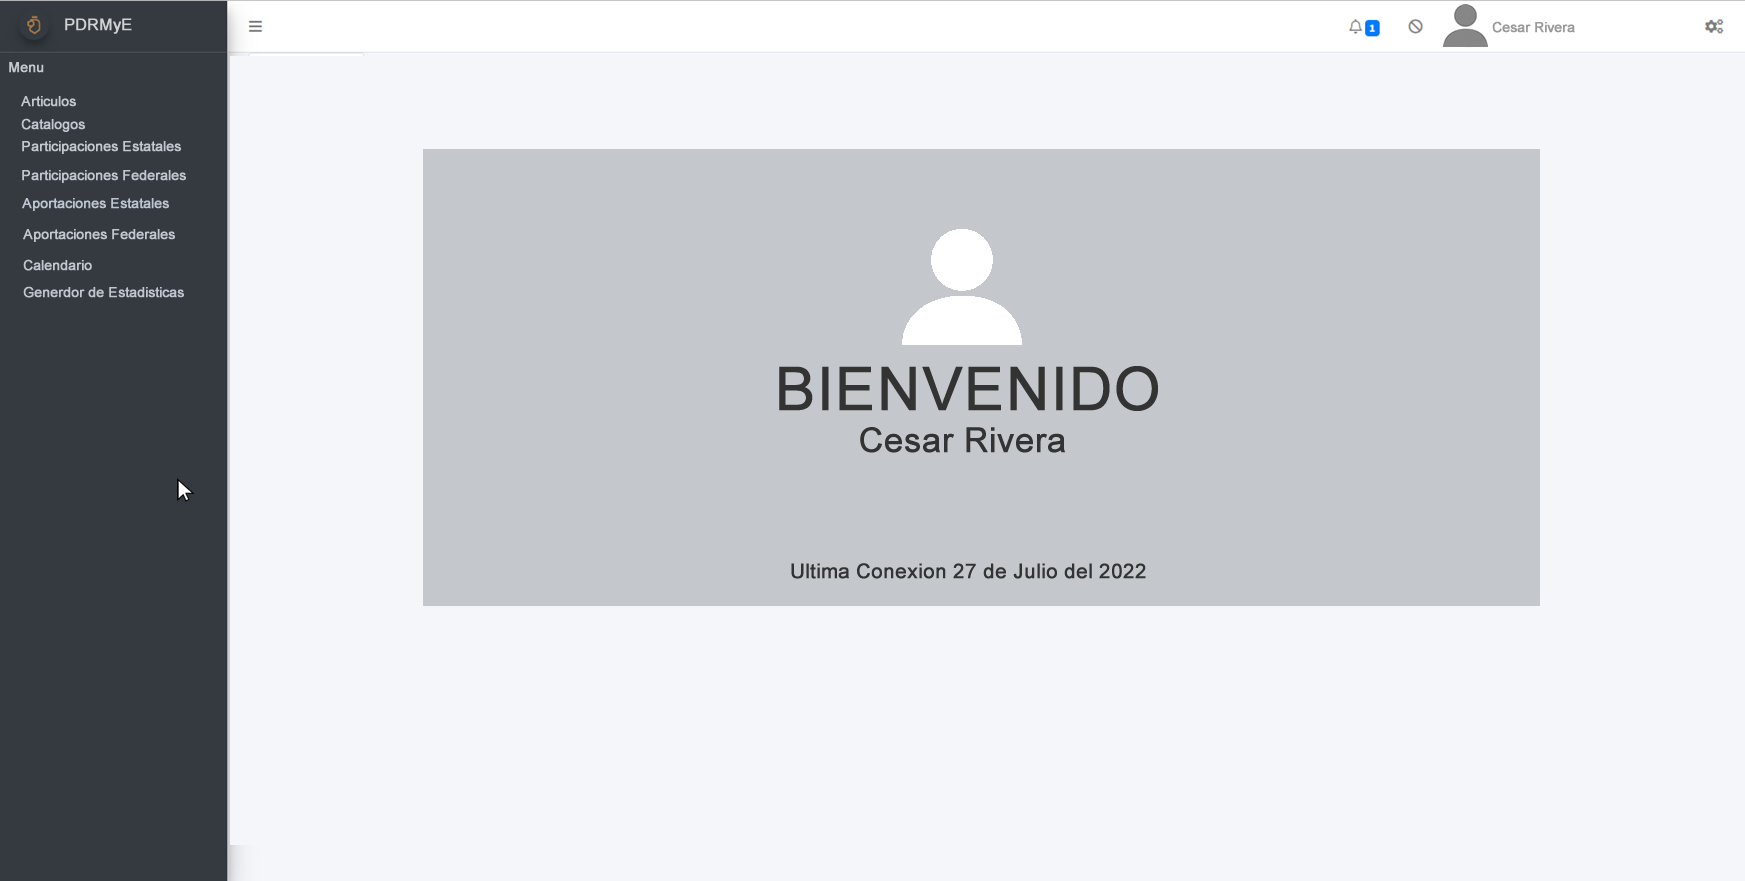 PDRMyE
1
Cesar Rivera
Menu
Articulos
Catalogos
Participaciones Estatales
Participaciones Federales
Aportaciones Estatales
Aportaciones Federales
Calendario
Generdor de Estadisticas
BIENVENIDO
Cesar Rivera
Ultima Conexion 27 de Julio del 2022